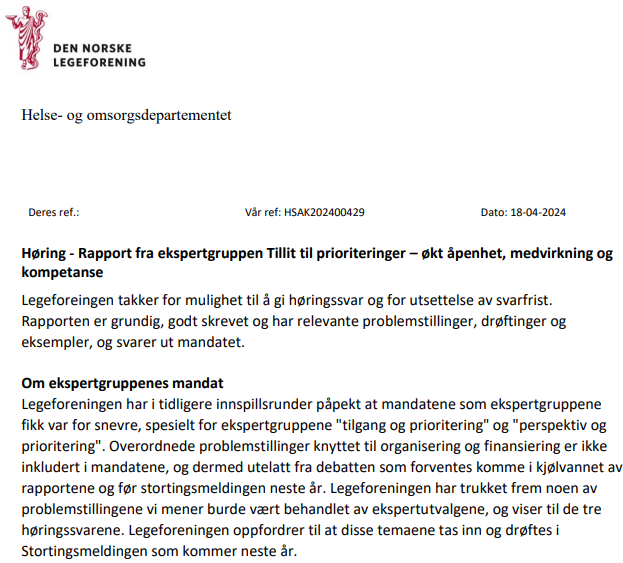 DEN NORSKE
LEGEFORENING
Helse- og omsorgsdepartementet
Deres ref.: Vår ref: HSAK202400429 Dato: 18-04-2024
Høring - Rapport fra ekspertgruppen Tillit til prioriteringer – økt åpenhet, medvirkning og
kompetanse
Legeforeingen takker for mulighet til å gi høringssvar og for utsettelse av svarfrist.
Rapporten er grundig, godt skrevet og har relevante problemstillinger, drøftinger og
eksempler, og svarer ut mandatet.
Om ekspertgruppenes mandat
Legeforeningen har i tidligere innspillsrunder påpekt at mandatene som ekspertgruppene
fikk var for snevre, spesielt for ekspertgruppene "tilgang og prioritering" og "perspektiv og
prioritering". Overordnede problemstillinger knyttet til organisering og finansiering er ikke
inkludert i mandatene, og dermed utelatt fra debatten som forventes komme i kjølvannet av
rapportene og før stortingsmeldingen neste år. Legeforeningen har trukket frem noen av
problemstillingene vi mener burde vært behandlet av ekspertutvalgene, og viser til de tre
høringssvarene. Legeforeningen oppfordrer til at disse temaene tas inn og drøftes i
Stortingsmeldingen som kommer neste år.